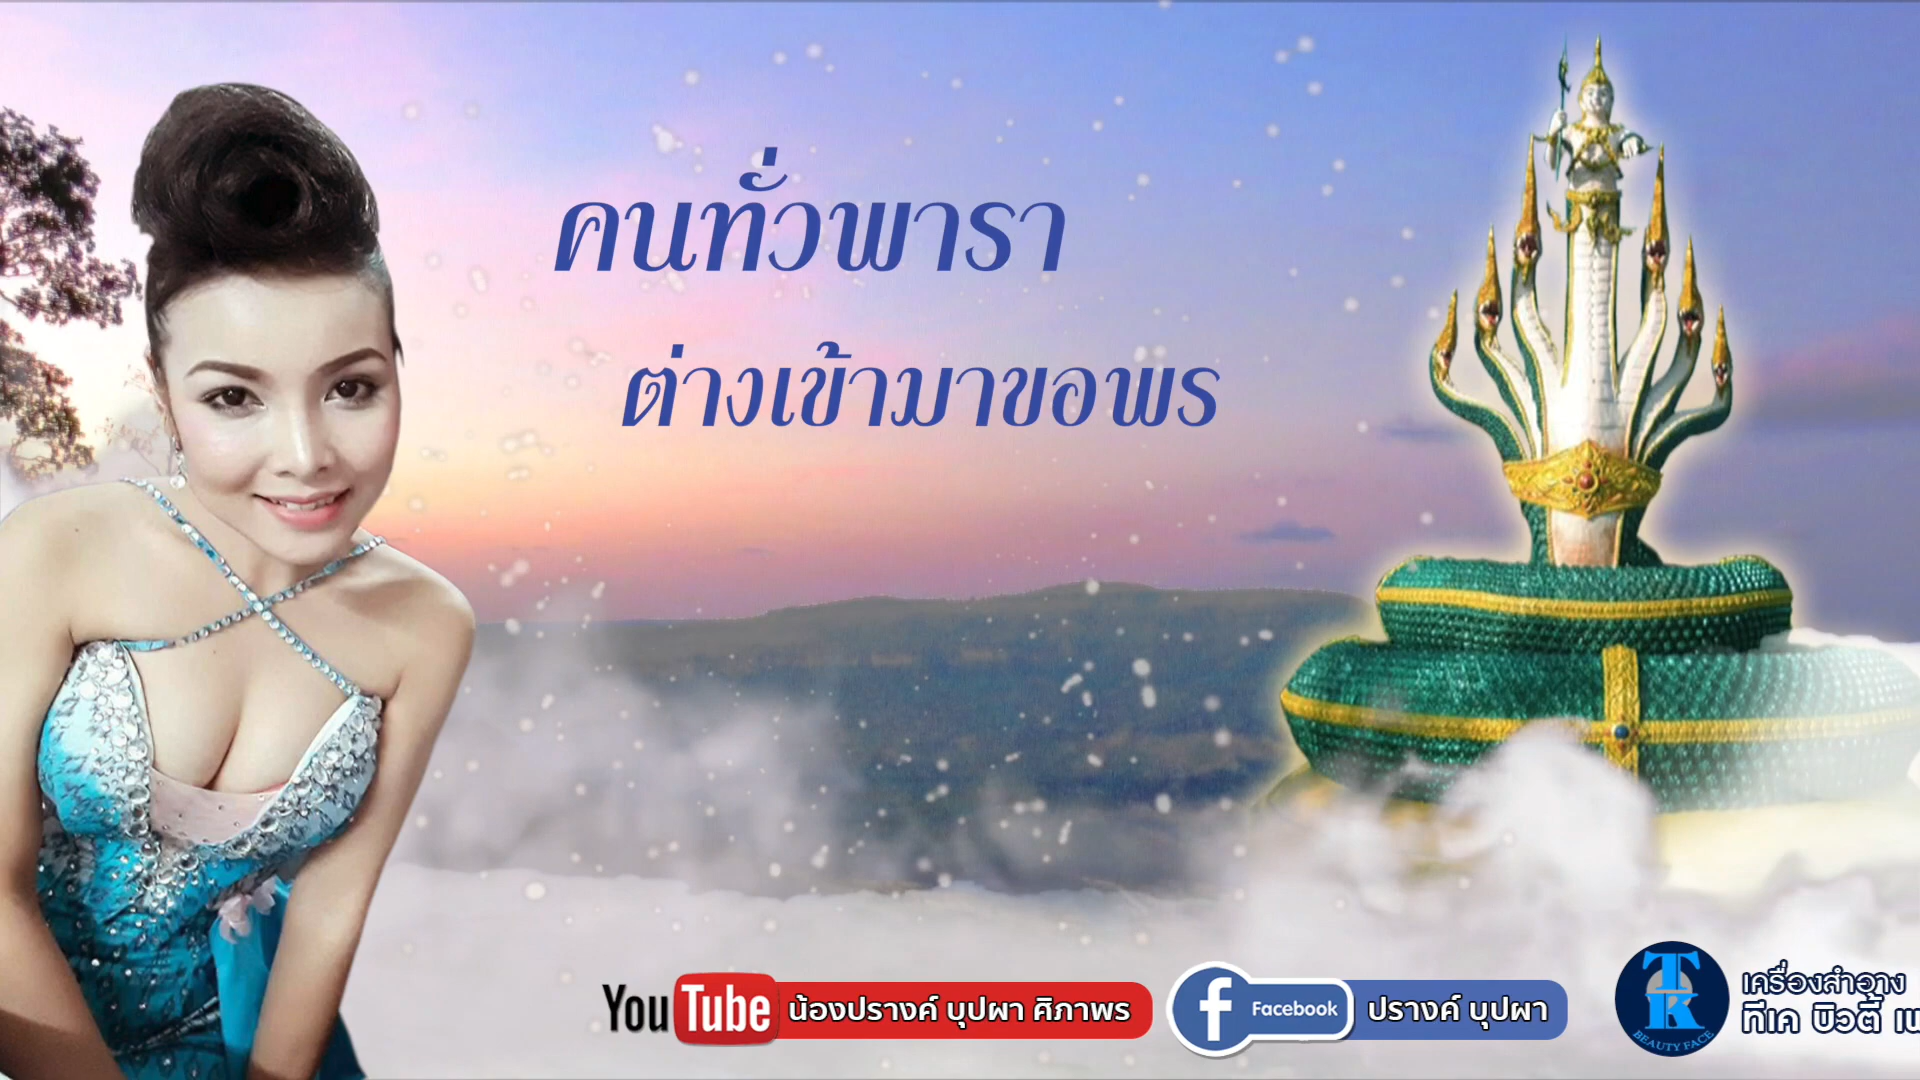 คนทั่วพารา
ต่างเข้ามาขอพร
YouTube น้องปรางค์ บุปผา ศิภาพร
Facebook ปรางค์ บุปผา
TK
BEAUTY FACE
เครื่องสำอาง
ทีเค บิวตี้